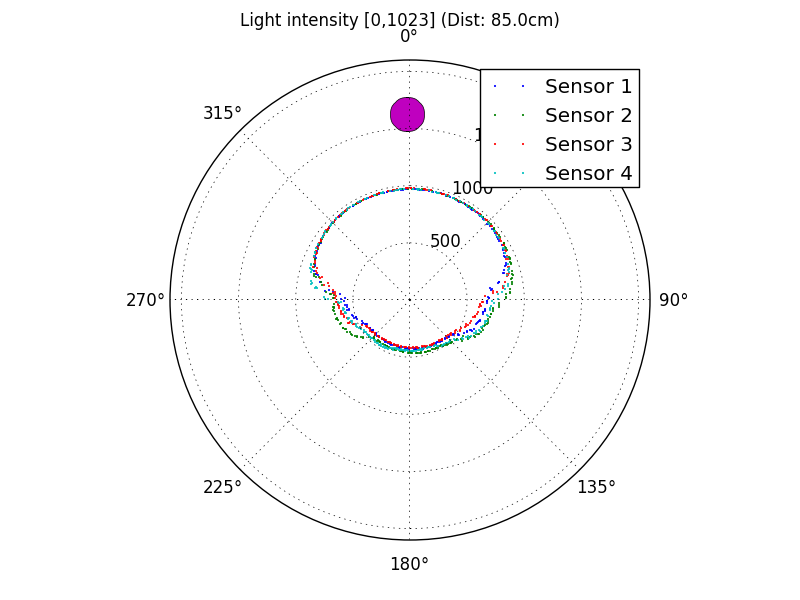 Light intensity [0,1023] (Dist: 85.0cm)
0°
315°
Sensor 1
Sensor 2
Sensor 3
Sensor 4
1000
500
270°
90°
225°
135°
180°